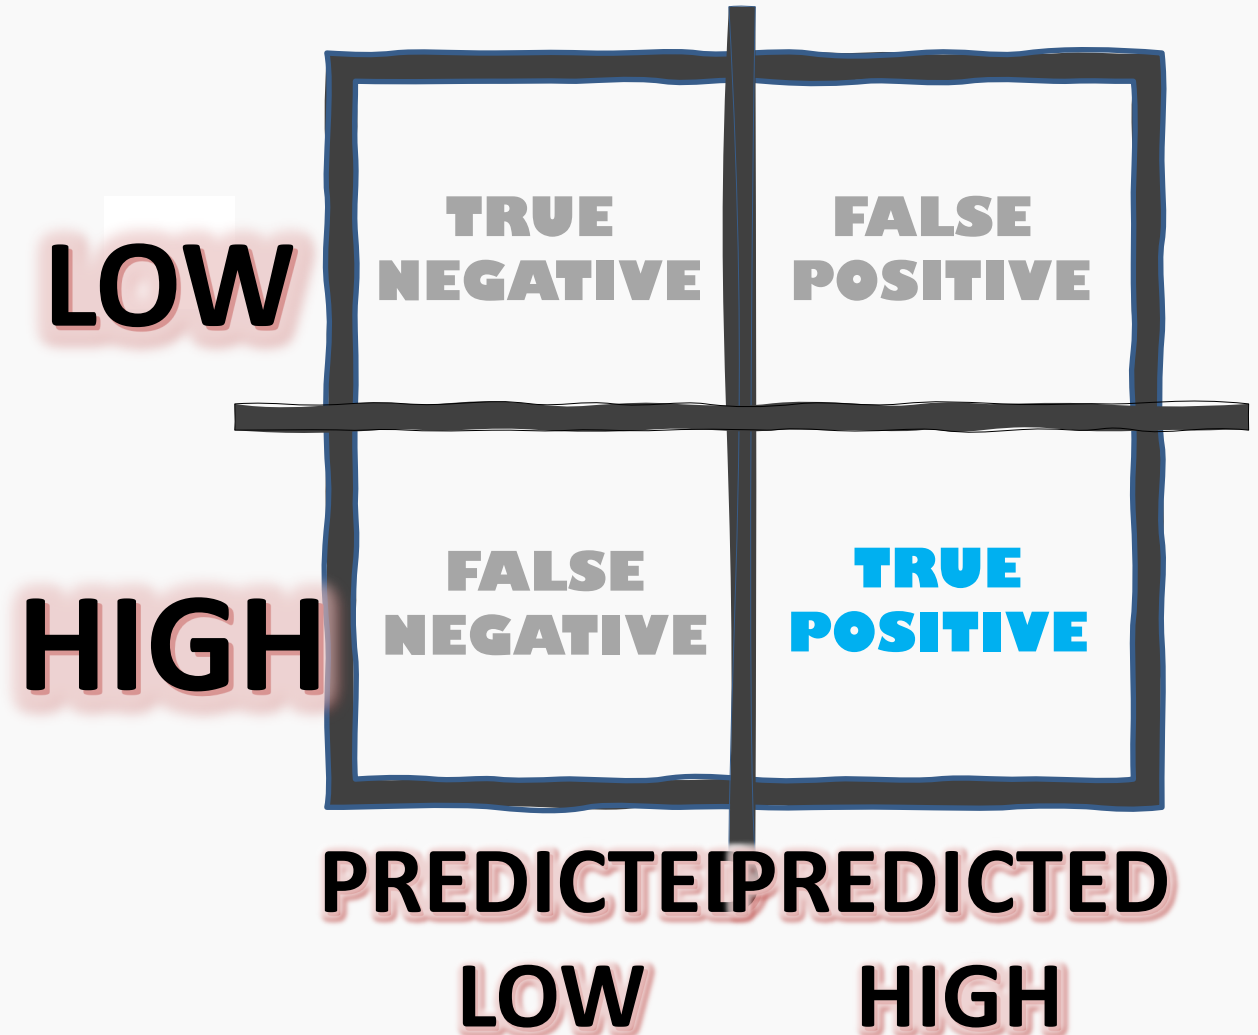 TRUE
NEGATIVE
FALSE
POSITIVE
LOW
FALSE
NEGATIVE
TRUE
POSITIVE
HIGH
PREDICTED
LOW
PREDICTED
HIGH